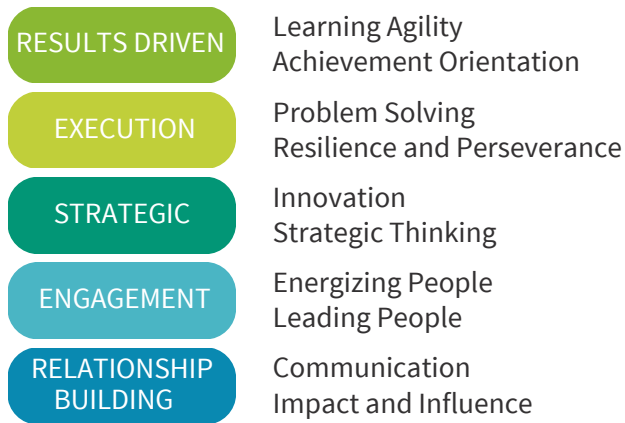 RESULTS DRIVEN
Learning Agility
Achievement Orientation
EXECUTION
Problem Solving
Resilience and Perseverance
STRATEGIC
Innovation
Strategic Thinking
ENGAGEMENT
Energizing People
Leading People
RELATIONSHIP
BUILDING
Communication
Impact and Influence